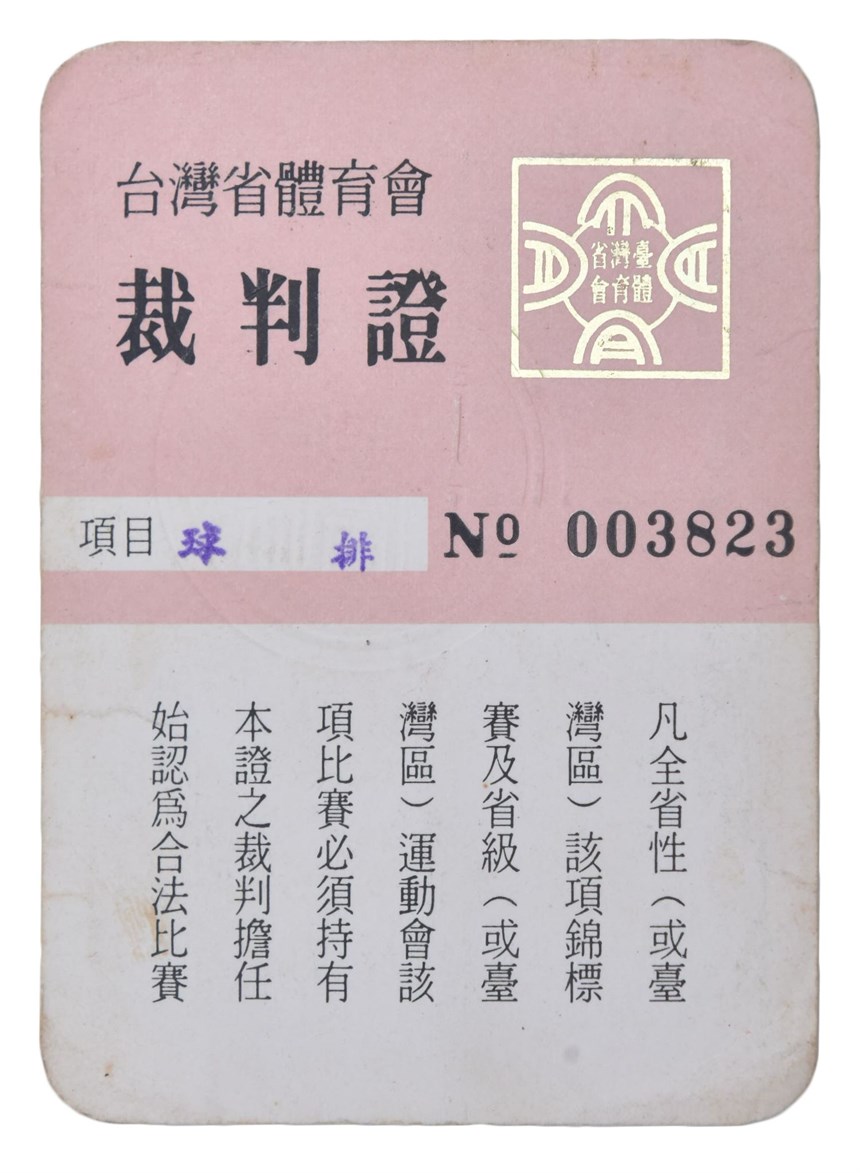 台灣省體育會
裁判證
臺灣省
體育會
項目 球 排
Nº 003823
凡全省性（或臺
灣區）該項錦標
賽及省級（或臺
灣區）運動會該
項比賽必須持有
本證之裁判擔任
始認為合法比賽